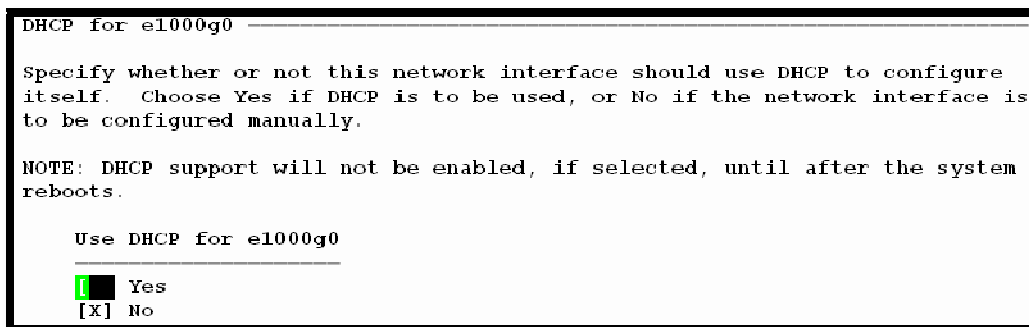 DHCP for e1000g0
Specify whether or not this network interface should use DHCP to configure
itself.  Choose Yes if DHCP is to be used, or No if the network interface is
to be configured manually.
NOTE: DHCP support will not be enabled, if selected, until after the system
reboots.
Use DHCP for e1000g0
[ Yes
[X] No